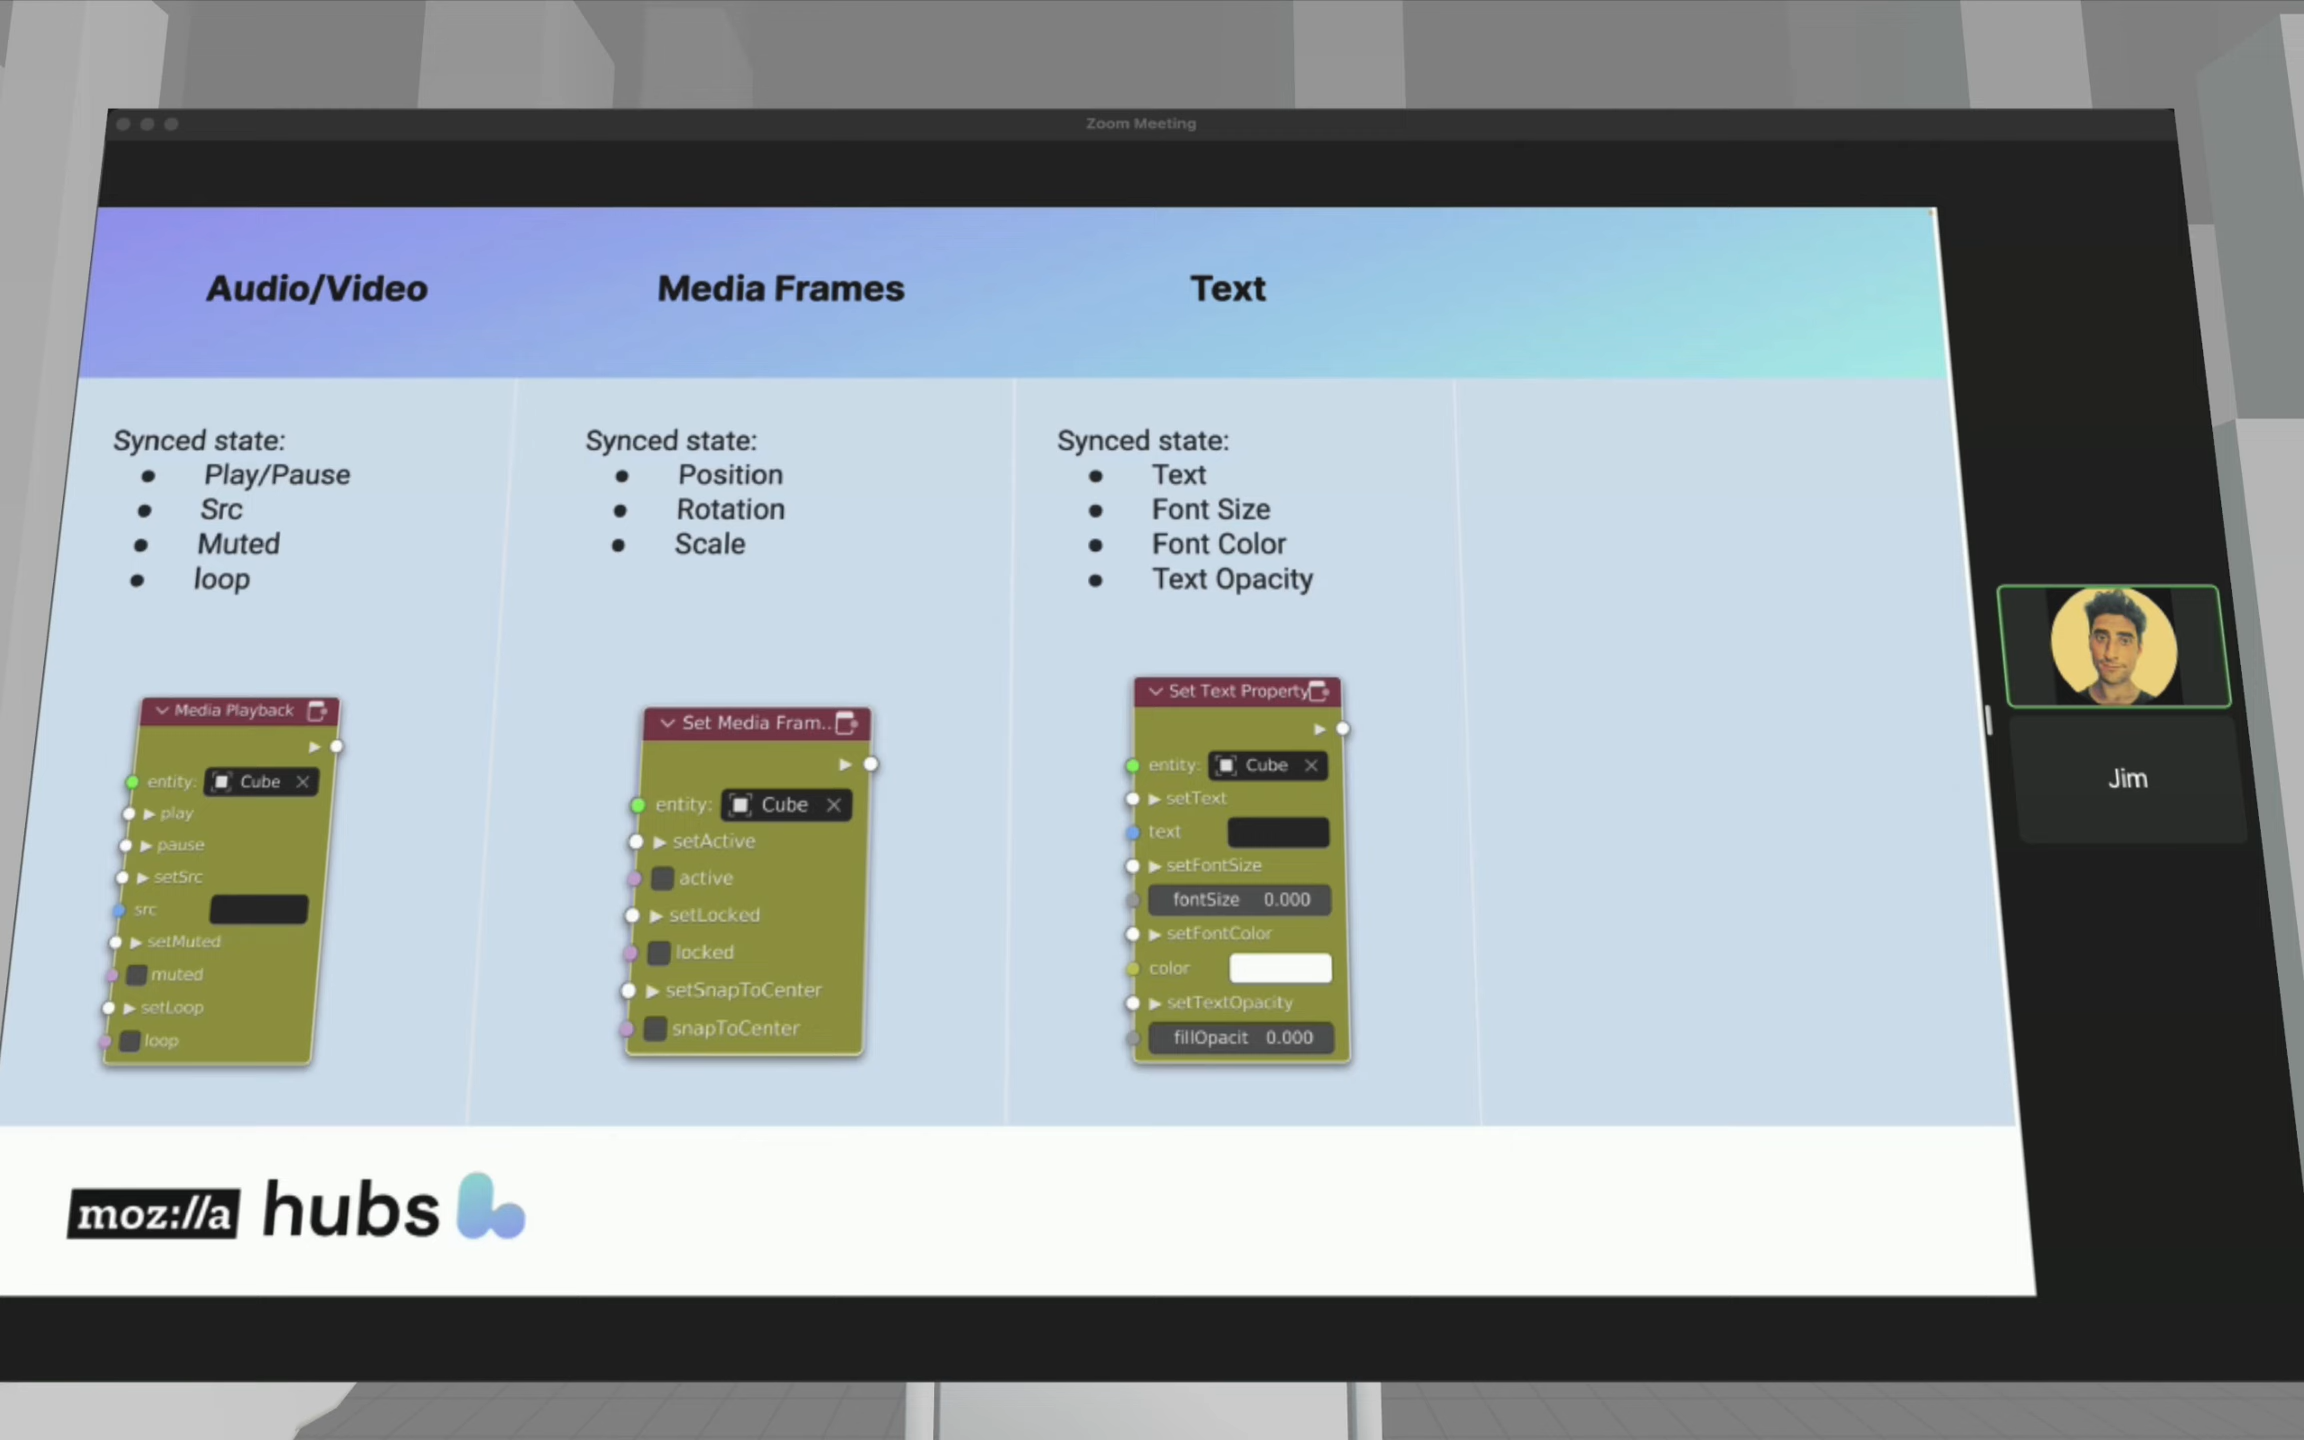 Zoom Meeting
Audio/Video
Media Frames
Text
Synced state:
Play/Pause
Src
Muted
loop
Synced state:
Position
Rotation
Scale
Synced state:
Text
Font Size
Font Color
Text Opacity
Media Playback
entity: Cube
play
pause
setSrc
src
setMuted
muted
setLoop
loop
Set Media Fram..
entity: Cube
setActive
active
setLocked
locked
setSnapToCenter
snapToCenter
Set Text Property
entity: Cube
setText
text
setFontSize
fontSize 0.000
setFontColor
color
setTextOpacity
fillOpacit 0.000
Jim
moz://a hubs